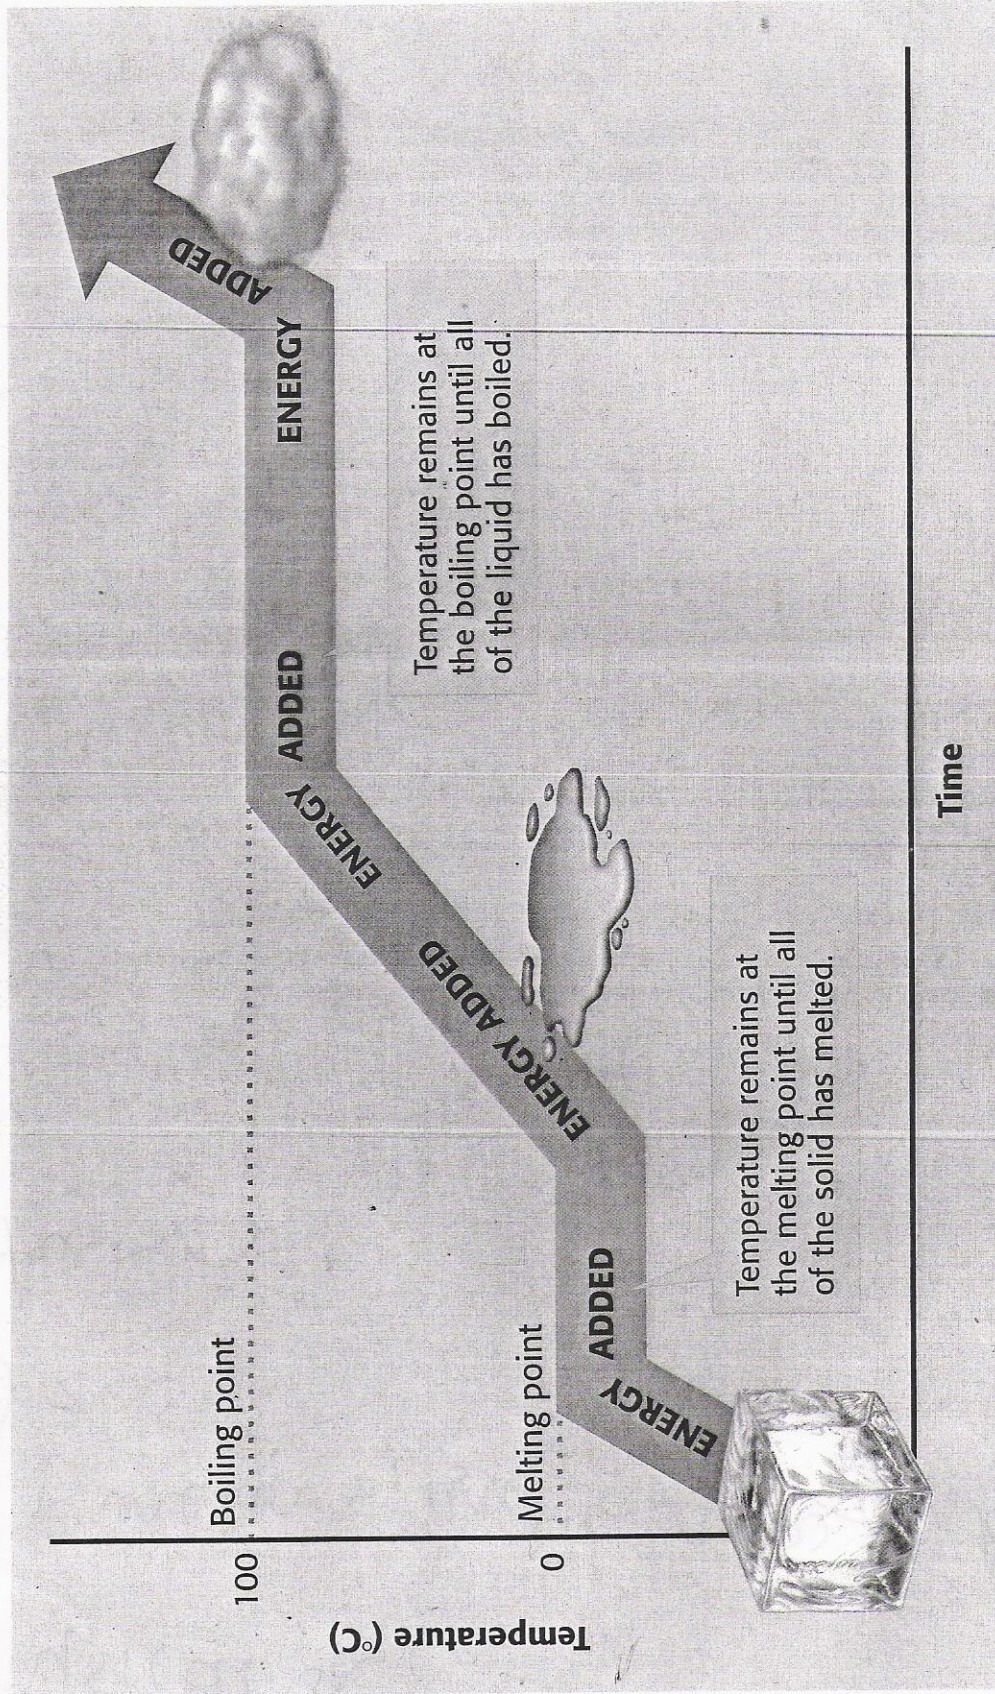 Temperature (°C)
100
Boiling point
0
Melting point
ENERGY
ADDED
ENERGY ADDED
ENERGY
ADDED
ENERGY
ADDED
Temperature remains at
the boiling point until all
of the liquid has boiled.
Temperature remains at
the melting point until all
of the solid has melted.
Time